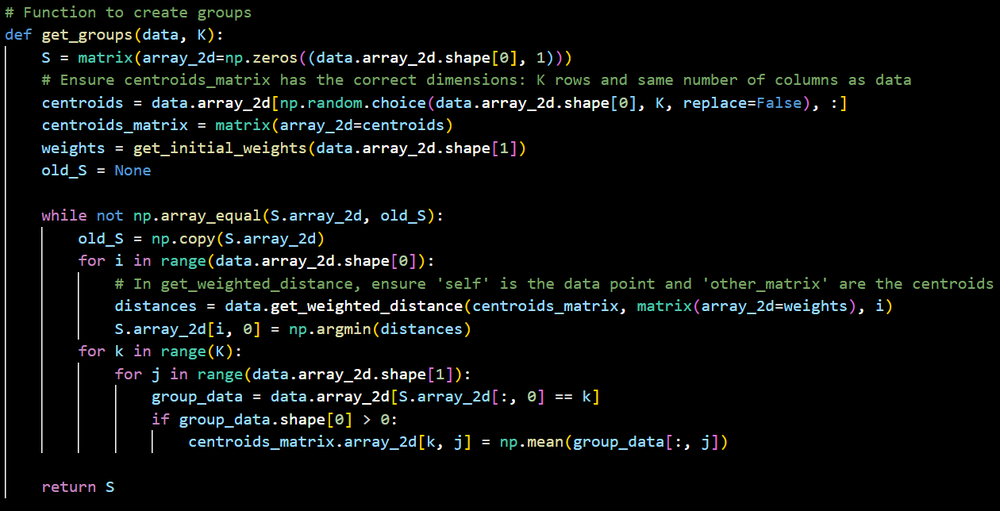 # Function to create groups
def get_groups(data, K):
    S = matrix(array_2d=np.zeros((data.array_2d.shape[0], 1)))
    # Ensure centroids_matrix has the correct dimensions: K rows and same number of columns as data
    centroids = data.array_2d[np.random.choice(data.array_2d.shape[0], K, replace=False), :]
    centroids_matrix = matrix(array_2d=centroids)
    weights = get_initial_weights(data.array_2d.shape[1])
    old_S = None

    while not np.array_equal(S.array_2d, old_S):
        old_S = np.copy(S.array_2d)
        for i in range(data.array_2d.shape[0]):
            # In get_weighted_distance, ensure 'self' is the data point and 'other_matrix' are the centroids
            distances = data.get_weighted_distance(centroids_matrix, matrix(array_2d=weights), i)
            S.array_2d[i, 0] = np.argmin(distances)
        for k in range(K):
            for j in range(data.array_2d.shape[1]):
                group_data = data.array_2d[S.array_2d[:, 0] == k]
                if group_data.shape[0] > 0:
                    centroids_matrix.array_2d[k, j] = np.mean(group_data[:, j])

    return S